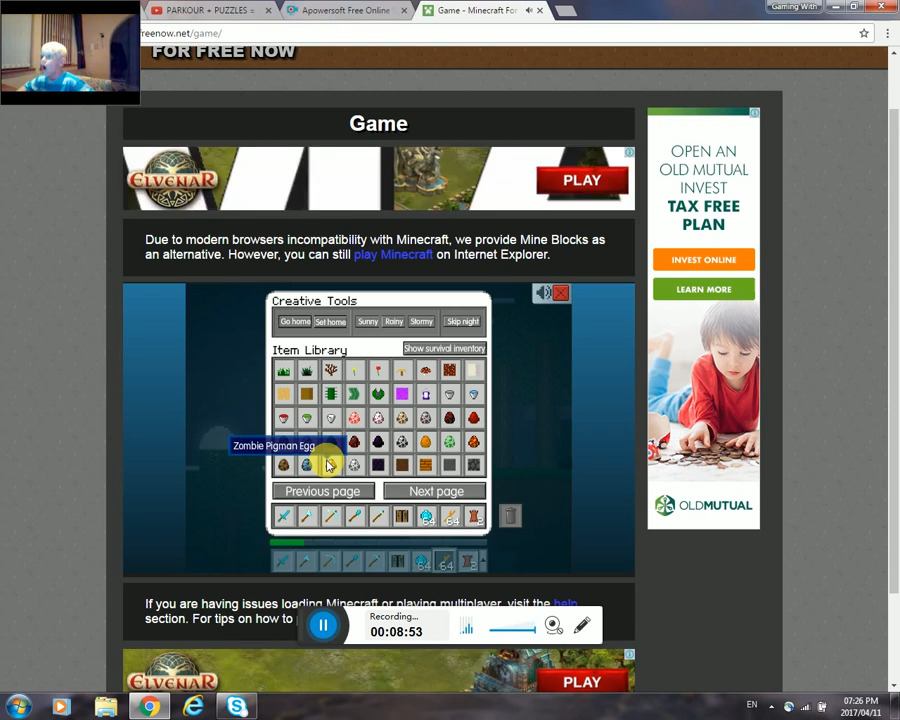 Gaming With
PARKOUR + PUZZLES =
Apowersoft Free Online
Game - Minecraft For
freenow.net/game/
FOR FREE NOW
Game
ELVENAR
PLAY
OPEN AN
OLD MUTUAL
INVEST
TAX FREE
PLAN
INVEST ONLINE
LEARN MORE
OLDMUTUAL
Due to modern browsers incompatibility with Minecraft, we provide Mine Blocks as
an alternative. However, you can still play Minecraft on Internet Explorer.
Creative Tools
Go home Set home Sunny Rainy Stormy Skip night
Item Library
Show survival inventory
Zombie Pigman Egg
Previous page Next page
64 64 2
64 64 2
If you are having issues loading Minecraft or playing multiplayer, visit the help
section. For tips on how to
Recording...
00:08:53
ELVENAR
PLAY
EN
07:26 PM
2017/04/11